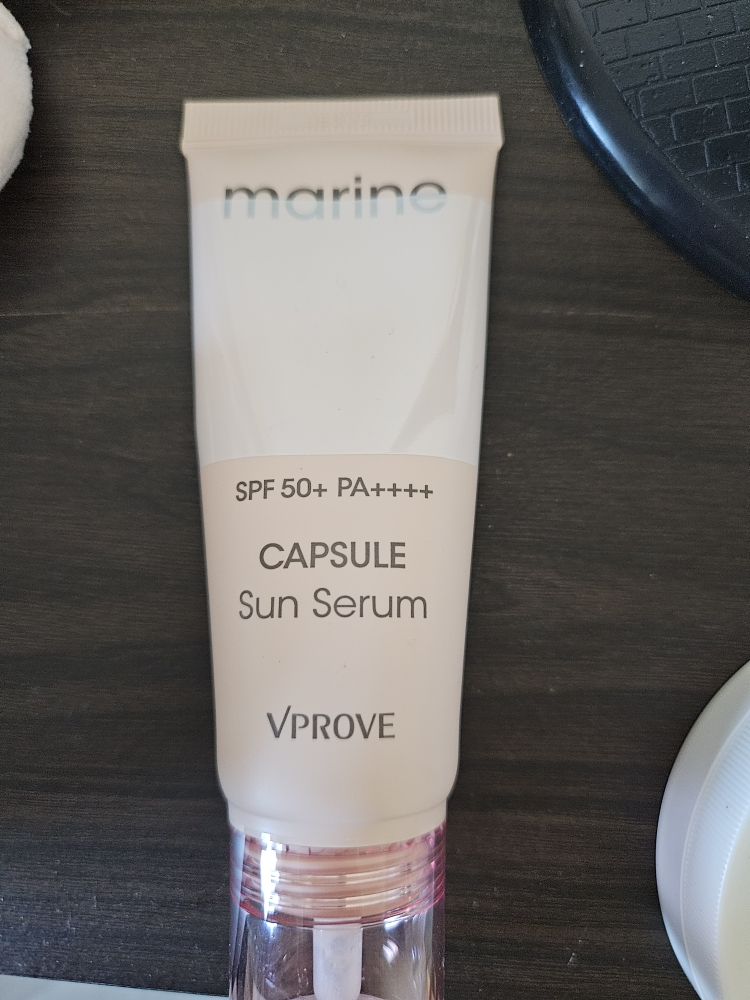 marine
SPF 50+ PA++++
CAPSULE
Sun Serum
VPROVE